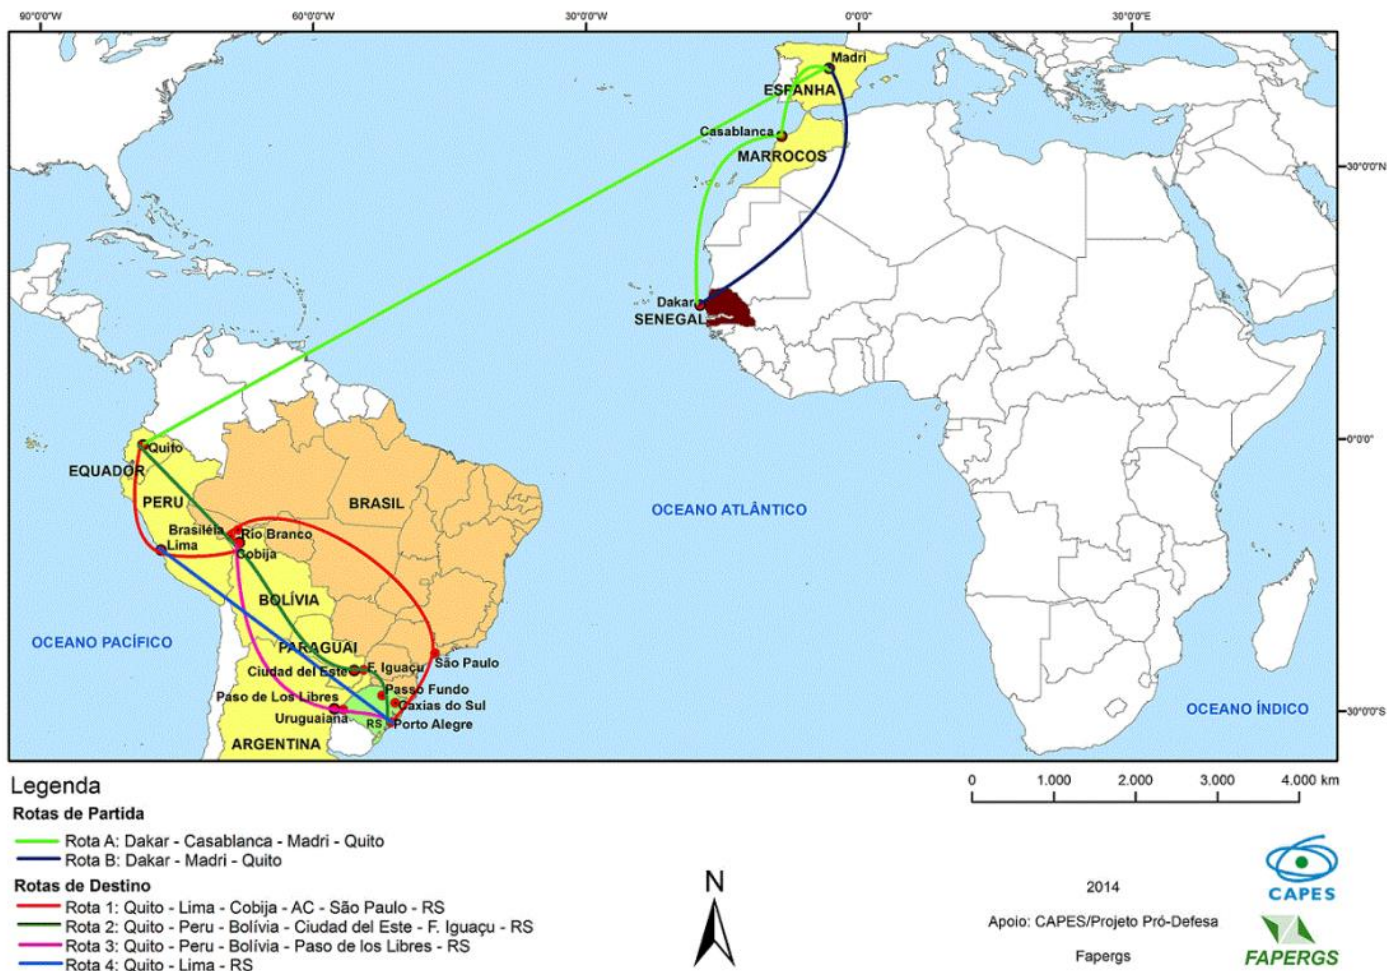 90°0'0"W 60°0'0"W 30°0'0"W 0°0'0" 30°0'0"E
Madri
ESPANHA
Casablanca
MARROCOS
30°0'0"N
Dakar
SENEGAL
Quito
0°0'0"
EQUADOR
PERU
BRASIL
OCEANO ATLÂNTICO
Brasiléia
Rio Branco
Lima
Cobija
BOLÍVIA
OCEANO PACÍFICO
PARAGUAI
São Paulo
Ciudad del Este
F. Iguaçu
Passo Fundo
Paso de Los Libres
Caxias do Sul
OCEANO ÍNDICO
30°0'0"S
Uruguaiana
RS
Porto Alegre
ARGENTINA
Legenda
0 1.000 2.000 3.000 4.000 km
Rotas de Partida
Rota A: Dakar - Casablanca - Madri - Quito
Rota B: Dakar - Madri - Quito
Rotas de Destino
Rota 1: Quito - Lima - Cobija - AC - São Paulo - RS
Rota 2: Quito - Peru - Bolívia - Ciudad del Este - F. Iguaçu - RS
Rota 3: Quito - Peru - Bolívia - Paso de los Libres - RS
Rota 4: Quito - Lima - RS
N
2014
Apoio: CAPES/Projeto Pró-Defesa
Fapergs
CAPES
FAPERGS